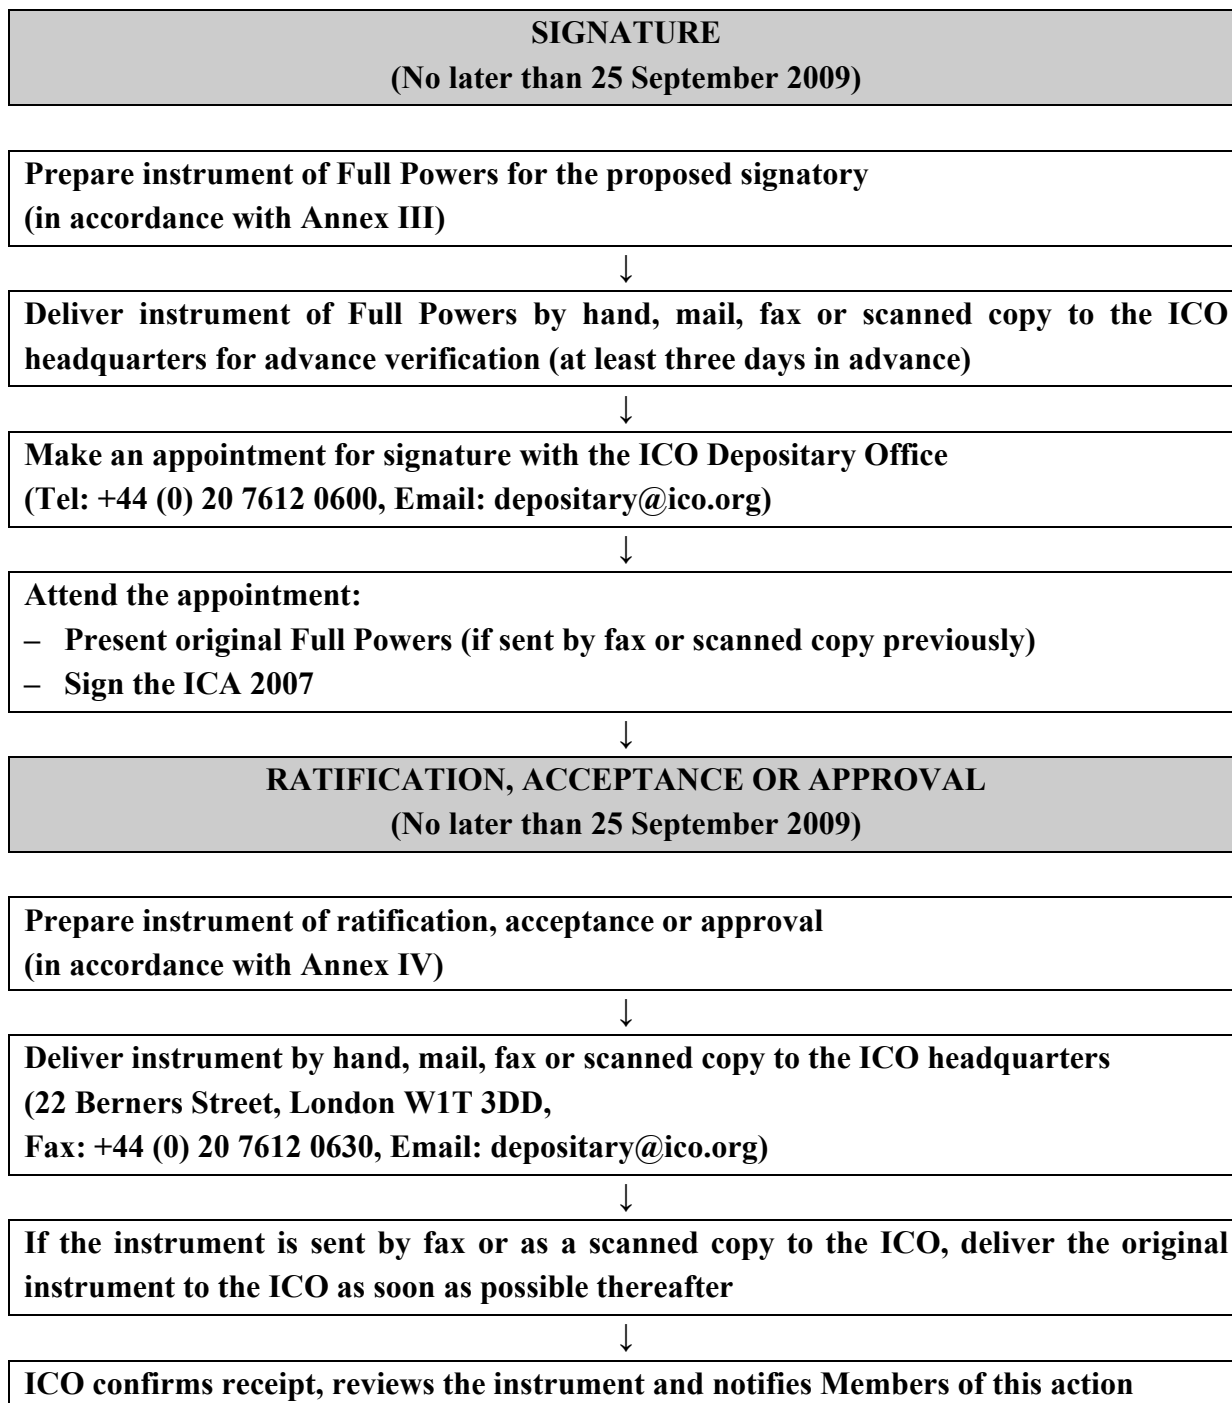 SIGNATURE
(No later than 25 September 2009)
Prepare instrument of Full Powers for the proposed signatory
(in accordance with Annex III)
↓
Deliver instrument of Full Powers by hand, mail, fax or scanned copy to the ICO
headquarters for advance verification (at least three days in advance)
↓
Make an appointment for signature with the ICO Depositary Office
(Tel: +44 (0) 20 7612 0600, Email: depositary@ico.org)
↓
Attend the appointment:
– Present original Full Powers (if sent by fax or scanned copy previously)
– Sign the ICA 2007
↓
RATIFICATION, ACCEPTANCE OR APPROVAL
(No later than 25 September 2009)
Prepare instrument of ratification, acceptance or approval
(in accordance with Annex IV)
↓
Deliver instrument by hand, mail, fax or scanned copy to the ICO headquarters
(22 Berners Street, London W1T 3DD,
Fax: +44 (0) 20 7612 0630, Email: depositary@ico.org)
↓
If the instrument is sent by fax or as a scanned copy to the ICO, deliver the original
instrument to the ICO as soon as possible thereafter
↓
ICO confirms receipt, reviews the instrument and notifies Members of this action